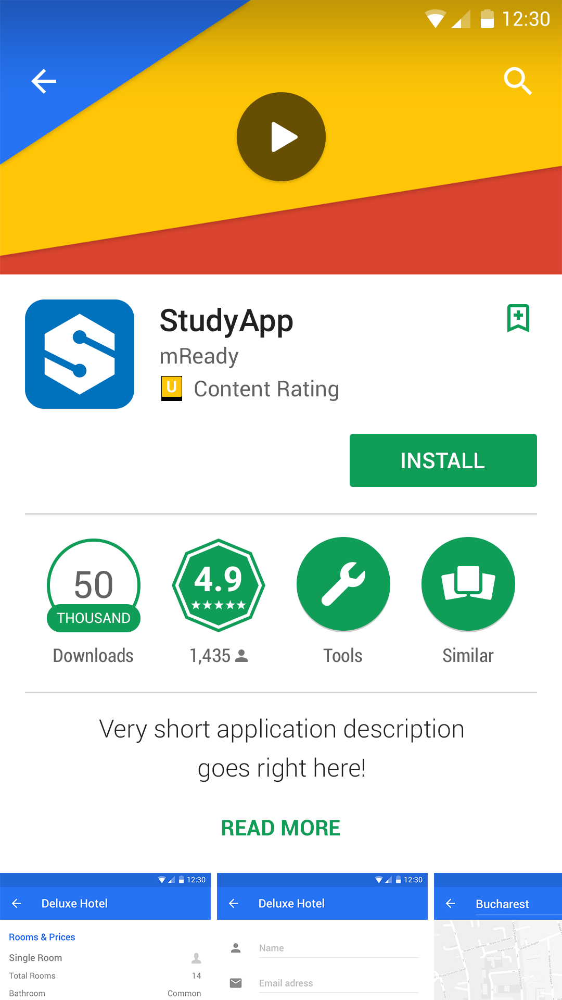 12:30
StudyApp
mReady
U Content Rating
INSTALL
50
THOUSAND
Downloads
4.9
1,435
Tools
Similar
Very short application description
goes right here!
READ MORE
12:30
Deluxe Hotel
Rooms & Prices
Single Room
Total Rooms 14
Bathroom Common
12:30
Deluxe Hotel
Name
Email adress
Bucharest